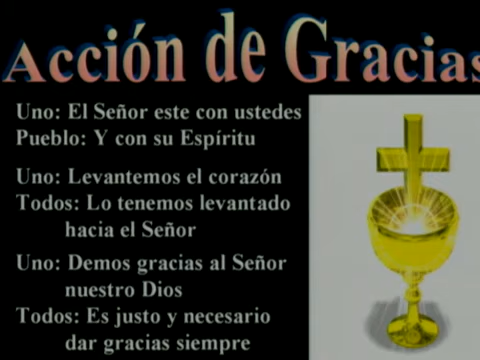 Acción de Gracias
Uno: El Señor este con ustedes
Pueblo: Y con su Espíritu
Uno: Levantemos el corazón
Todos: Lo tenemos levantado
hacia el Señor
Uno: Demos gracias al Señor
nuestro Dios
Todos: Es justo y necesario
dar gracias siempre